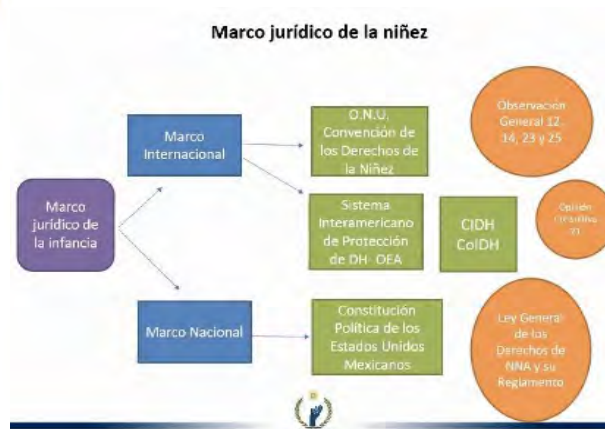 Marco jurídico de la niñez
Marco
jurídico de
la infancia
Marco
Internacional
O.N.U.
Convención de
los Derechos de
la Niñez
Observación
General 12,
14, 23 y 25
Sistema
Interamericano
de Protección
de DH- OEA
CIDH
CoIDH
Opinión
21
Marco Nacional
Constitución
Política de los
Estados Unidos
Mexicanos
Ley General
de los
Derechos de
NNA y su
Reglamento